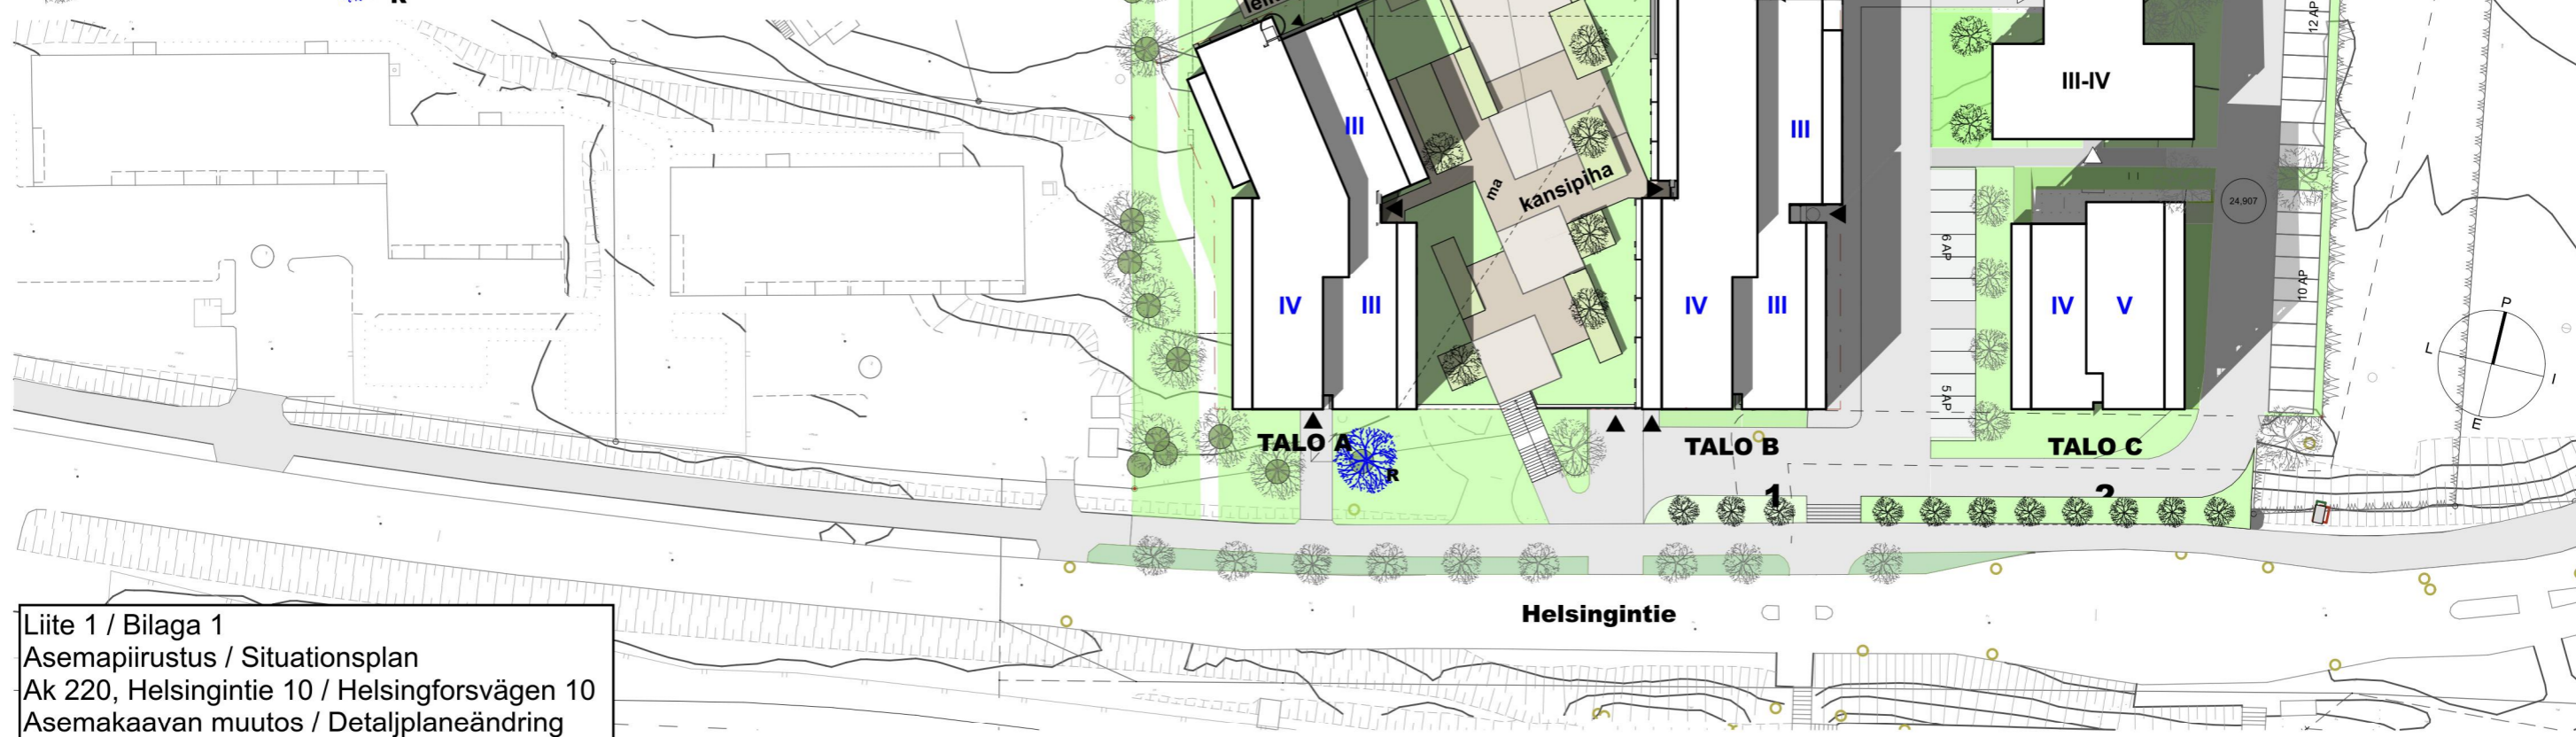 R
12 AP
III-IV
III
III
ma
kansipiha
24,907
6 AP
10 AP
IV
III
IV
III
IV
V
P
L
I
E
5 AP
TALO A
R
TALO B
TALO C
1
2
Helsingintie
Liite 1 / Bilaga 1
Asemapiirustus / Situationsplan
Ak 220, Helsingintie 10 / Helsingforsvägen 10
Asemakaavan muutos / Detaljplaneändring